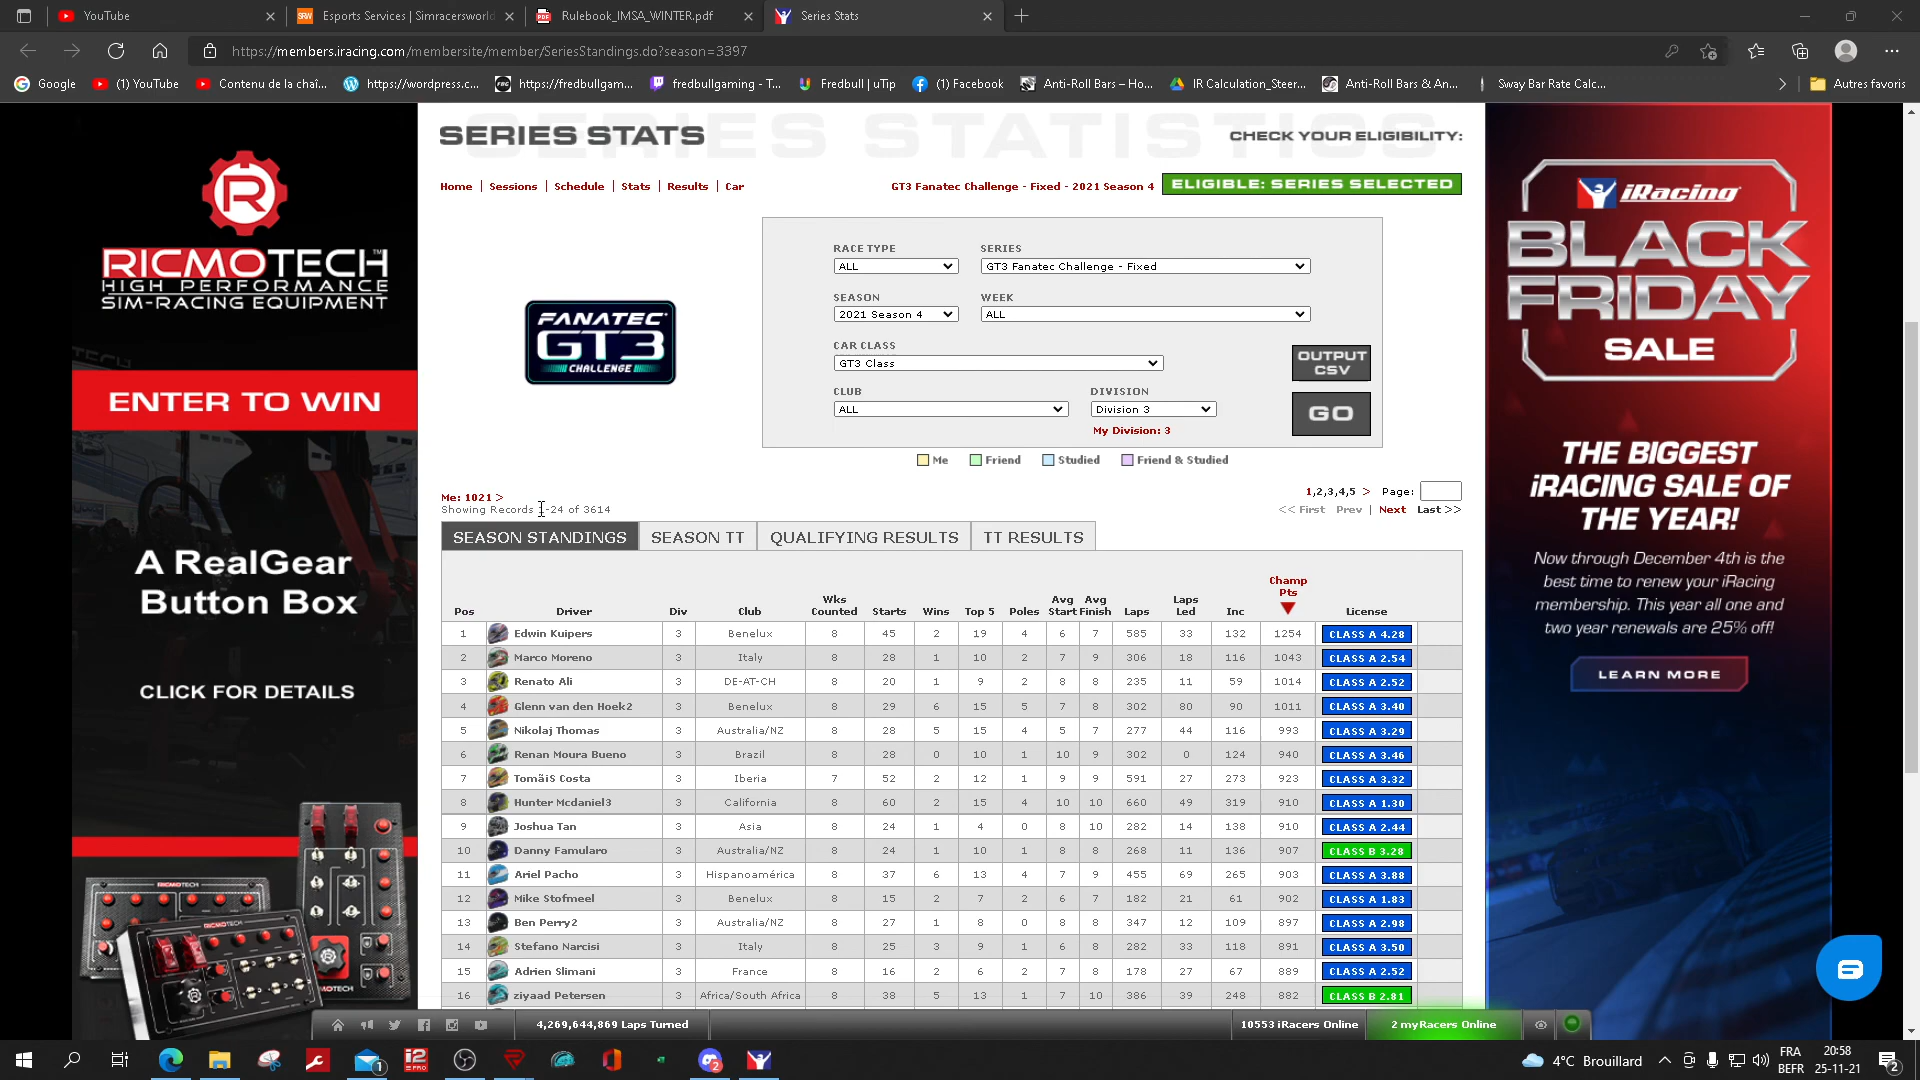 YouTube
Esports Services | Simracersworld
Rulebook_IMSA_WINTER.pdf
Series Stats
https://members.iracing.com/membersite/member/SeriesStandings.do?season=3397
Google
(1) YouTube
Contenu de la chaî...
https://wordpress.c...
https://fredbullgam...
fredbullgaming - T...
Fredbull | uTip
(1) Facebook
Anti-Roll Bars – Ho...
IR Calculation_Steer...
Anti-Roll Bars & An...
Sway Bar Rate Calc...
Autres favoris
SERIES STATS
SERIES STATISTICS
CHECK YOUR ELIGIBILITY:
Home | Sessions | Schedule | Stats | Results | Car
GT3 Fanatec Challenge - Fixed - 2021 Season 4
ELIGIBLE: SERIES SELECTED
RACE TYPE
ALL
SERIES
GT3 Fanatec Challenge - Fixed
SEASON
2021 Season 4
WEEK
ALL
CAR CLASS
GT3 Class
OUTPUT
CSV
CLUB
ALL
DIVISION
Division 3
My Division: 3
GO
FANATEC
GT3
CHALLENGE
Me Friend Studied Friend & Studied
Me: 1021 >
Showing Records 1-24 of 3614
1,2,3,4,5 > Page:
<< First Prev | Next Last >>
SEASON STANDINGS
SEASON TT
QUALIFYING RESULTS
TT RESULTS
Pos Driver Div Club Wks Counted Starts Wins Top 5 Poles Avg Start Avg Finish Laps Laps Led Inc Champ Pts License
1 Edwin Kuipers 3 Benelux 8 45 2 19 4 6 7 585 33 132 1254 CLASS A 4.28
2 Marco Moreno 3 Italy 8 28 1 10 2 7 9 306 18 116 1043 CLASS A 2.54
3 Renato Ali 3 DE-AT-CH 8 20 1 9 2 8 8 235 11 59 1014 CLASS A 2.52
4 Glenn van den Hoek2 3 Benelux 8 29 6 15 5 7 8 302 80 90 1011 CLASS A 3.40
5 Nikolaj Thomas 3 Australia/NZ 8 28 5 15 4 5 7 277 44 116 993 CLASS A 3.29
6 Renan Moura Bueno 3 Brazil 8 28 0 10 1 10 9 302 0 124 940 CLASS A 3.46
7 TomãiS Costa 3 Iberia 7 52 2 12 1 9 9 591 27 273 923 CLASS A 3.32
8 Hunter Mcdaniel3 3 California 8 60 2 15 4 10 10 660 49 319 910 CLASS A 1.30
9 Joshua Tan 3 Asia 8 24 1 4 0 8 10 282 14 138 910 CLASS A 2.44
10 Danny Famularo 3 Australia/NZ 8 24 1 10 1 8 8 268 11 136 907 CLASS B 3.28
11 Ariel Pacho 3 Hispanoamérica 8 37 6 13 4 7 9 455 69 265 903 CLASS A 3.88
12 Mike Stofmeel 3 Benelux 8 15 2 7 2 6 7 182 21 61 902 CLASS A 1.83
13 Ben Perry2 3 Australia/NZ 8 27 1 8 0 8 8 347 12 109 897 CLASS A 2.98
14 Stefano Narcisi 3 Italy 8 25 3 9 1 6 8 282 33 118 891 CLASS A 3.50
15 Adrien Slimani 3 France 8 16 2 6 2 7 8 178 27 67 889 CLASS A 2.52
16 ziyaad Petersen 3 Africa/South Africa 8 38 5 13 1 7 10 386 39 248 882 CLASS B 2.81
R
RICMOTECH
HIGH PERFORMANCE
SIM-RACING EQUIPMENT
ENTER TO WIN
A RealGear
Button Box
CLICK FOR DETAILS
RICMOTECH
RICMOTECH
iRacing
BLACK
FRIDAY
SALE
THE BIGGEST
iRACING SALE OF
THE YEAR!
Now through December 4th is the
best time to renew your iRacing
membership. This year all one and
two year renewals are 25% off!
LEARN MORE
4,269,644,869 Laps Turned
10553 iRacers Online
2 myRacers Online
1
i2
PRO
2
4°C Brouillard
FRA
BEFR
20:58
25-11-21
2